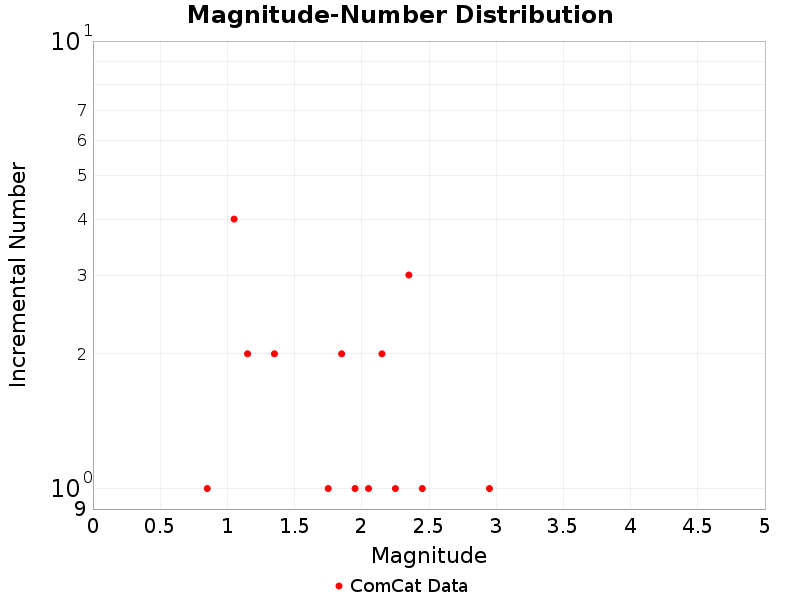 Magnitude-Number Distribution
10^1
7
6
5
4
3
2
10^0
9
Incremental Number
0 0.5 1 1.5 2 2.5 3 3.5 4 4.5 5
Magnitude
ComCat Data